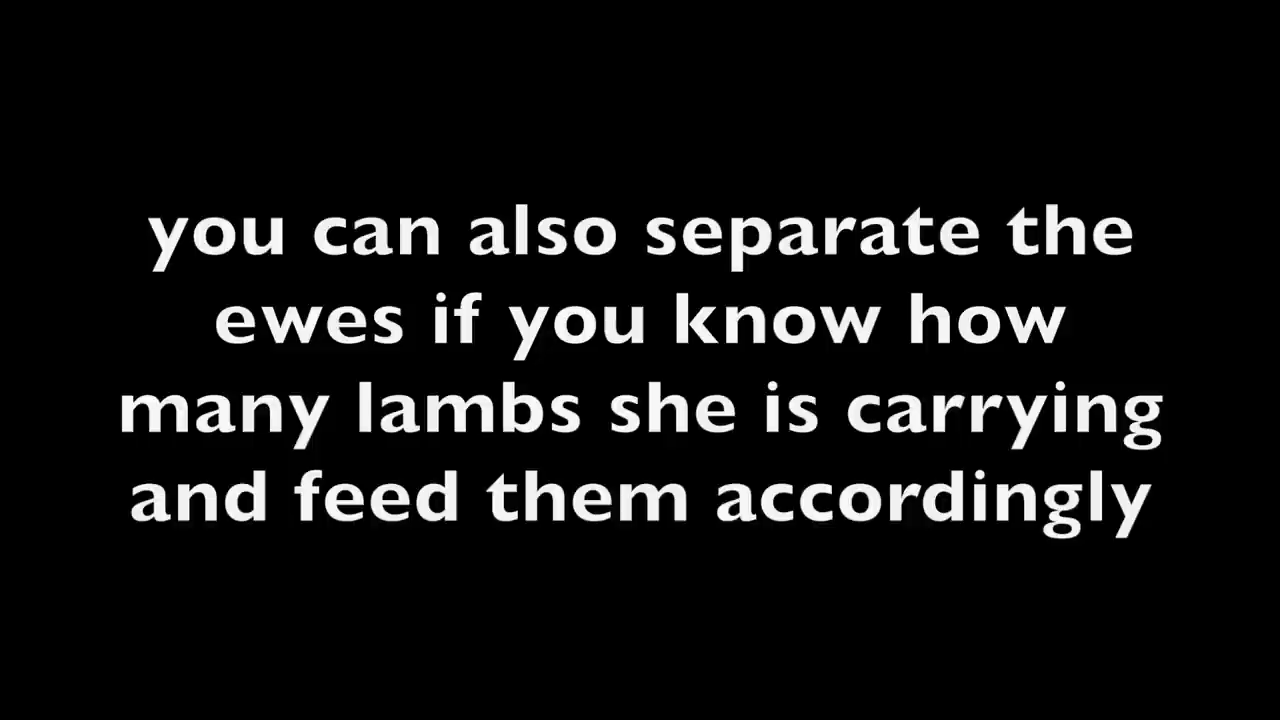 you can also separate the
ewes if you know how
many lambs she is carrying
and feed them accordingly